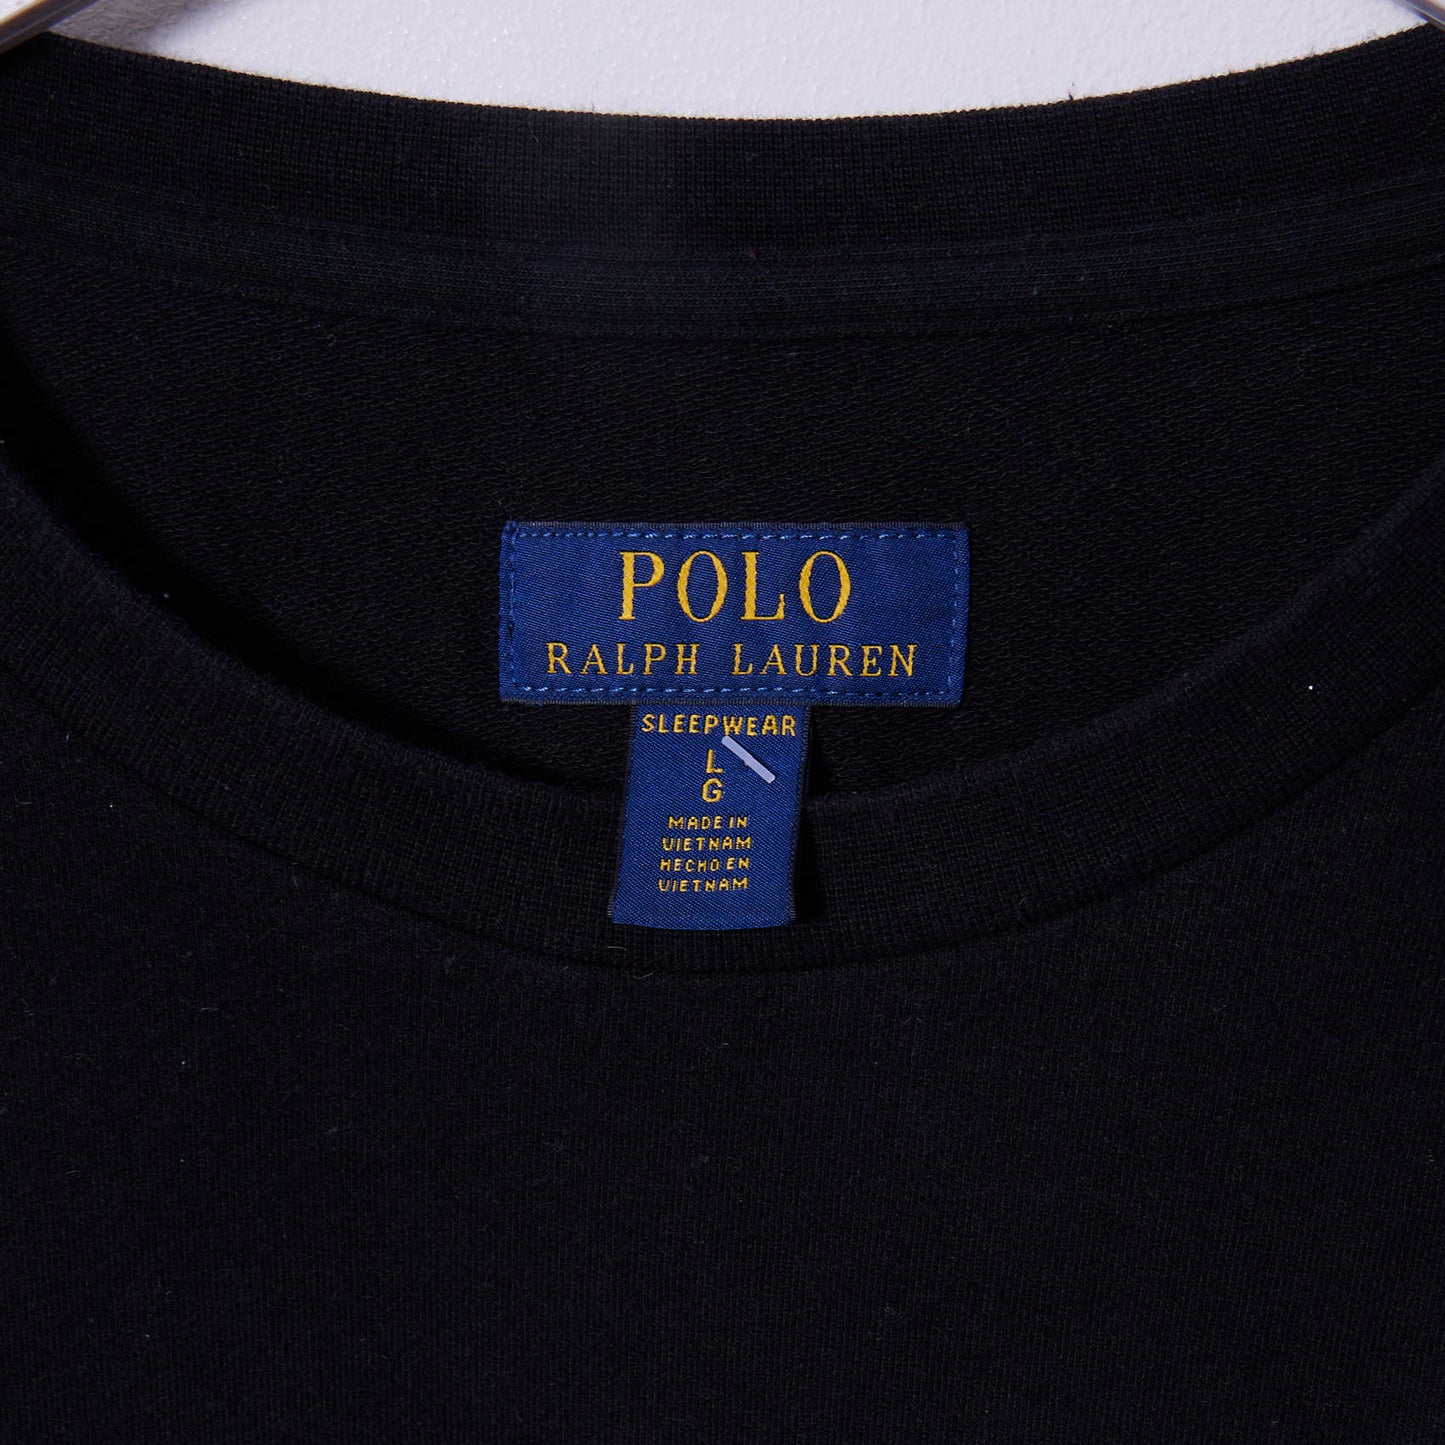 POLO
RALPH LAUREN
SLEEPWEAR
L
G
MADE IN
VIETNAM
HECHO EN
VIETNAM